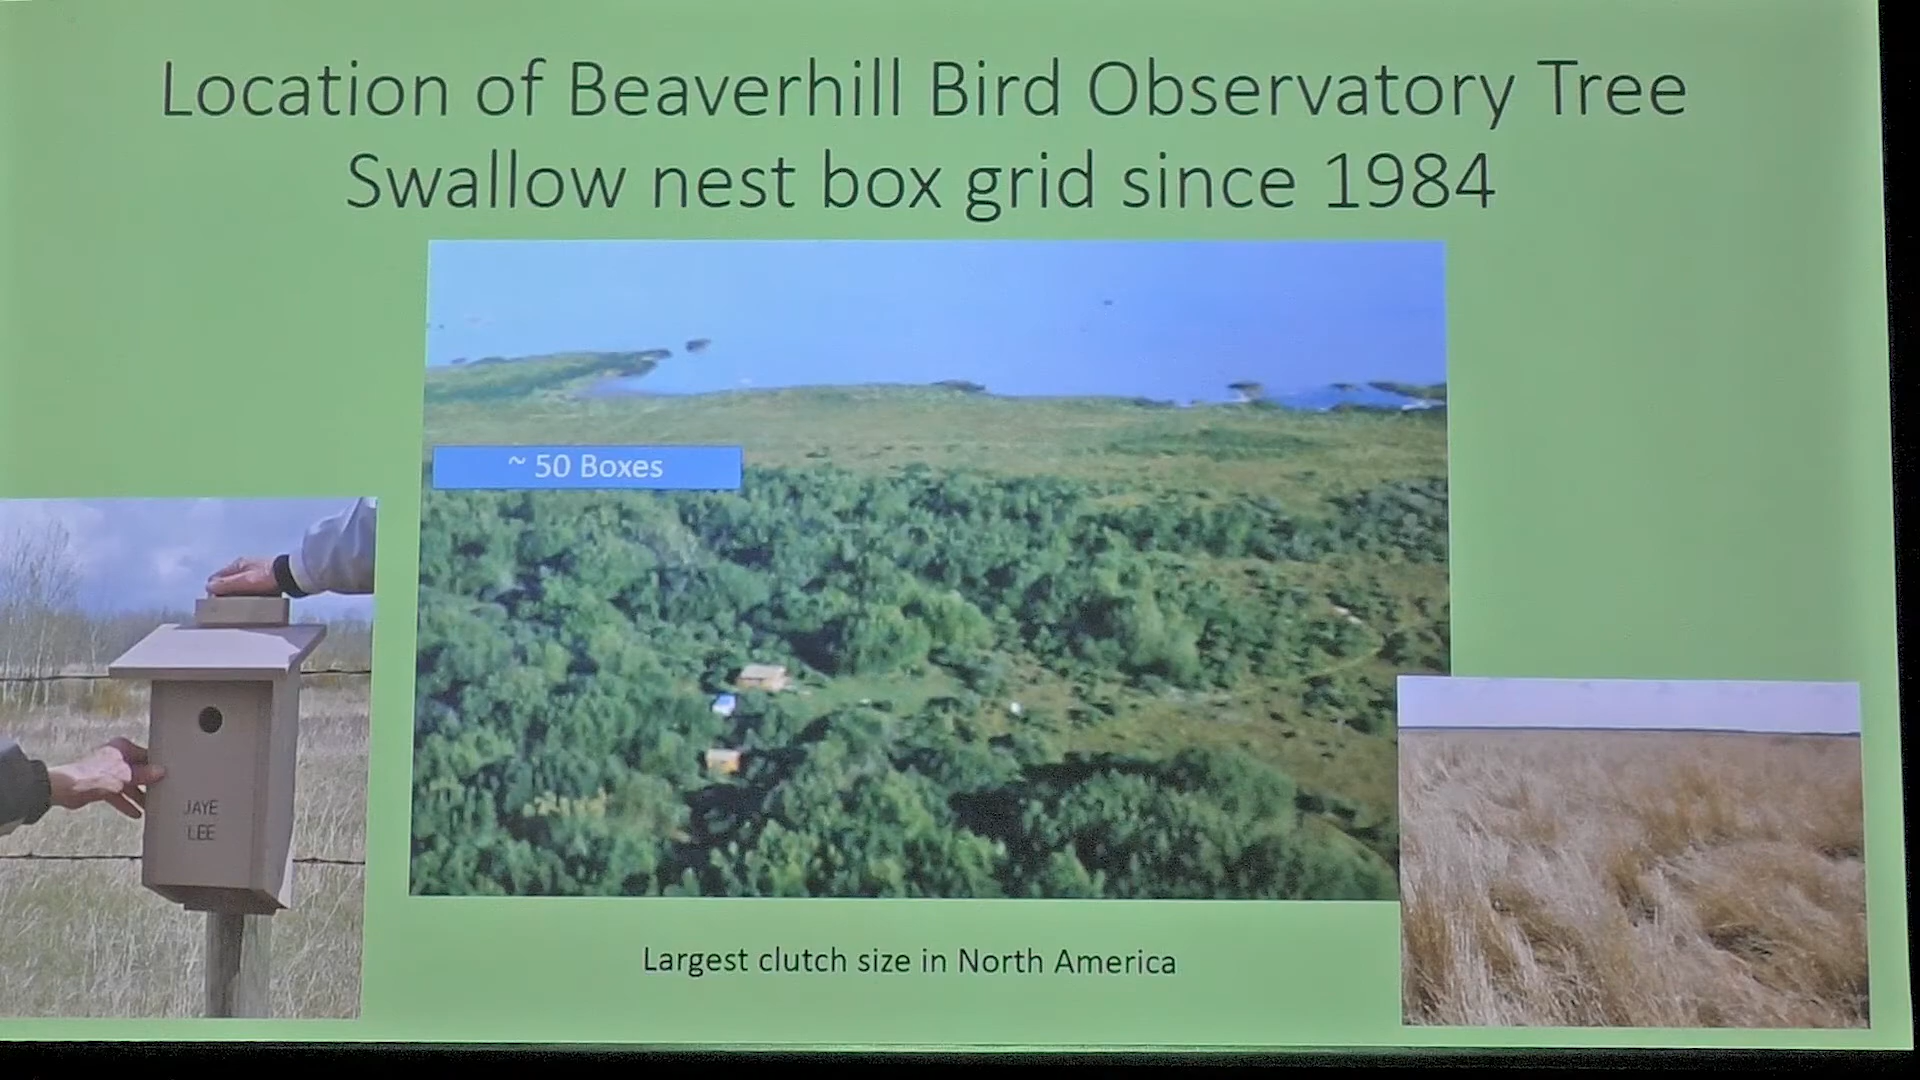 Location of Beaverhill Bird Observatory Tree
Swallow nest box grid since 1984
~ 50 Boxes
JAYE
LEE
Largest clutch size in North America